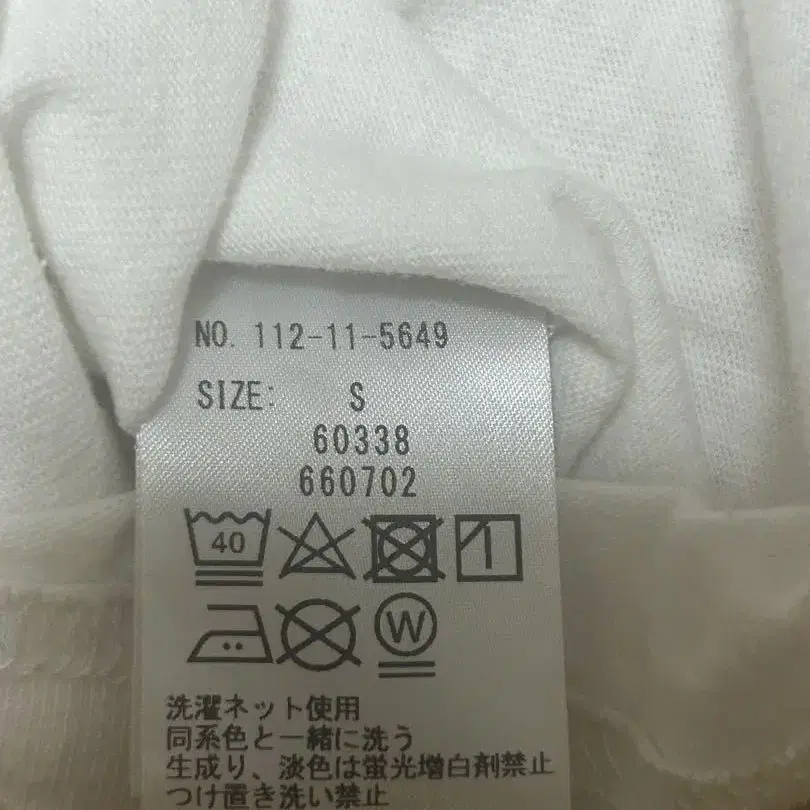 NO. 112-11-5649
SIZE: S
60338
660702
40
W
洗濯ネット使用
同系色と一緒に洗う
生成り、淡色は蛍光増白剤禁止
つけ置き洗い禁止